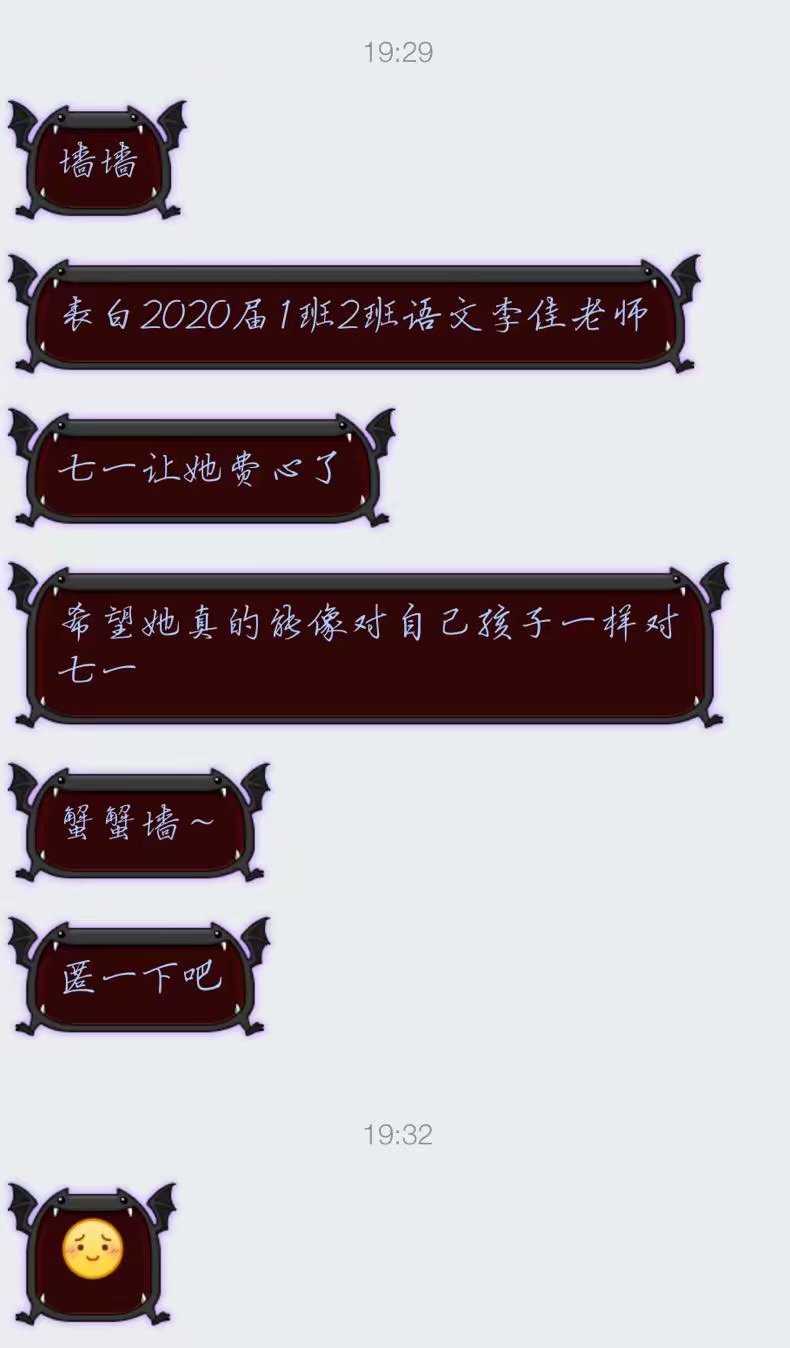 19:29
墙墙
表白2020届1班2班语文李佳老师
七一让她费心了
希望她真的能像对自己孩子一样对
七一
蟹蟹墙~
匿一下吧
19:32